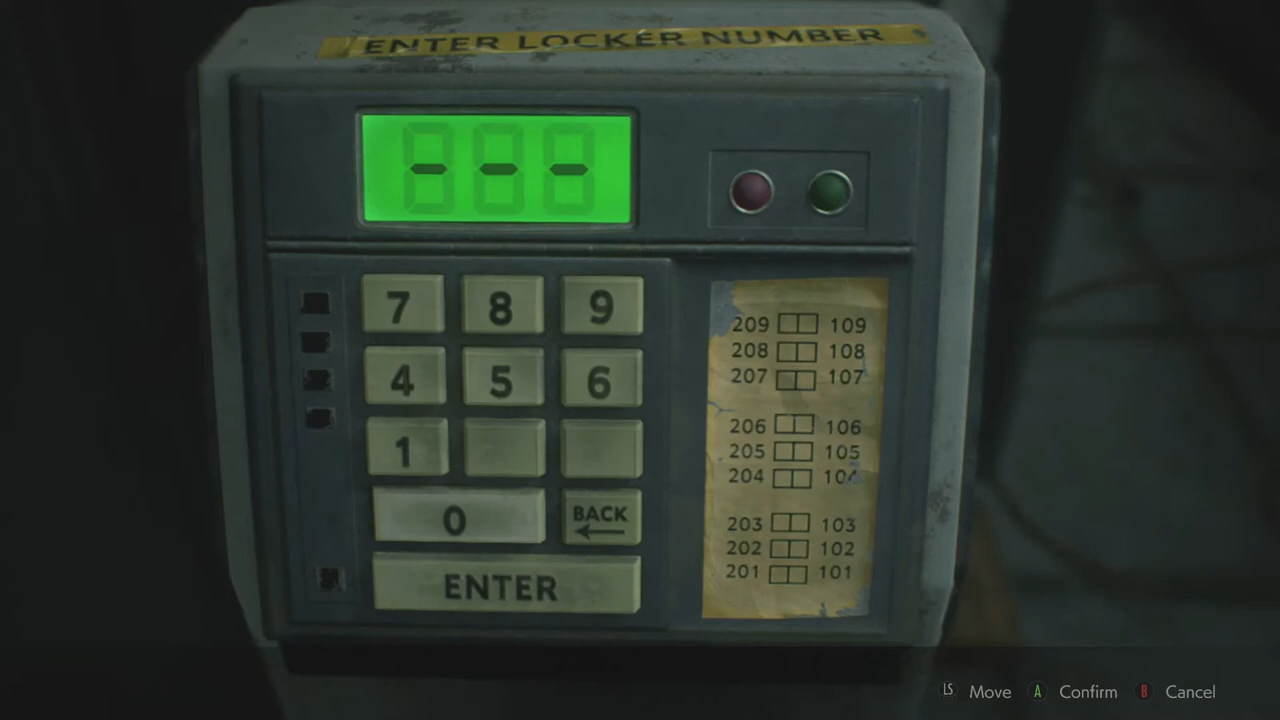 ENTER LOCKER NUMBER
- - -
7 8 9
4 5 6
1
0 BACK
ENTER
209 109
208 108
207 107
206 106
205 105
204 104
203 103
202 102
201 101
LS Move A Confirm B Cancel